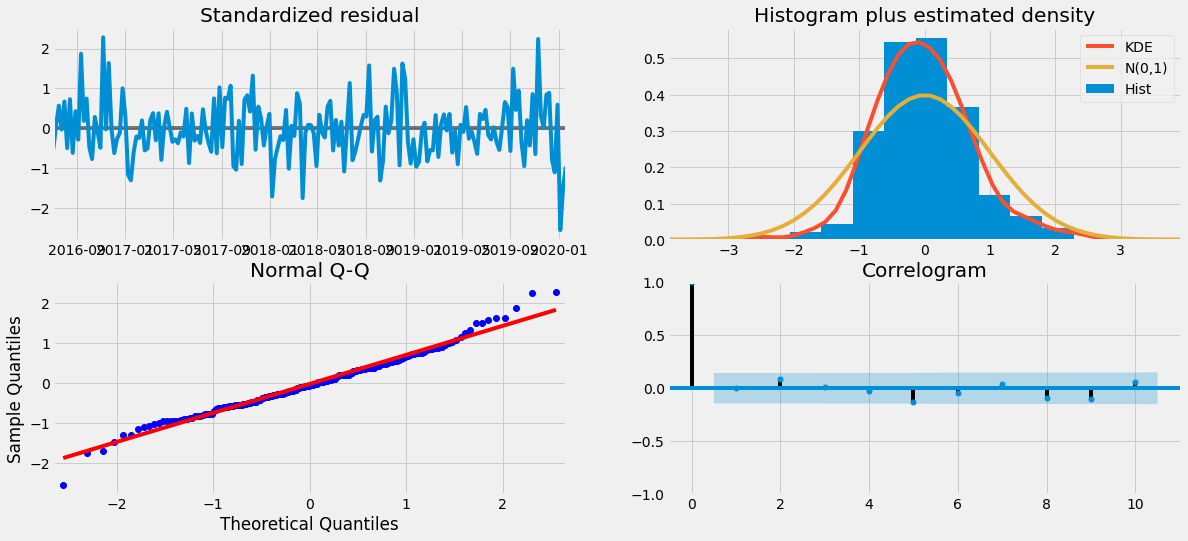 Standardized residual
2
1
0
−1
−2
2016-09 2017-01 2017-05 2017-09 2018-01 2018-05 2018-09 2019-01 2019-05 2019-09 2020-01
Histogram plus estimated density
0.5
0.4
0.3
0.2
0.1
0.0
KDE
N(0,1)
Hist
−3 −2 −1 0 1 2 3
Normal Q-Q
Sample Quantiles
2
1
0
−1
−2
−2 −1 0 1 2
Theoretical Quantiles
Correlogram
1.0
0.5
0.0
−0.5
−1.0
0 2 4 6 8 10